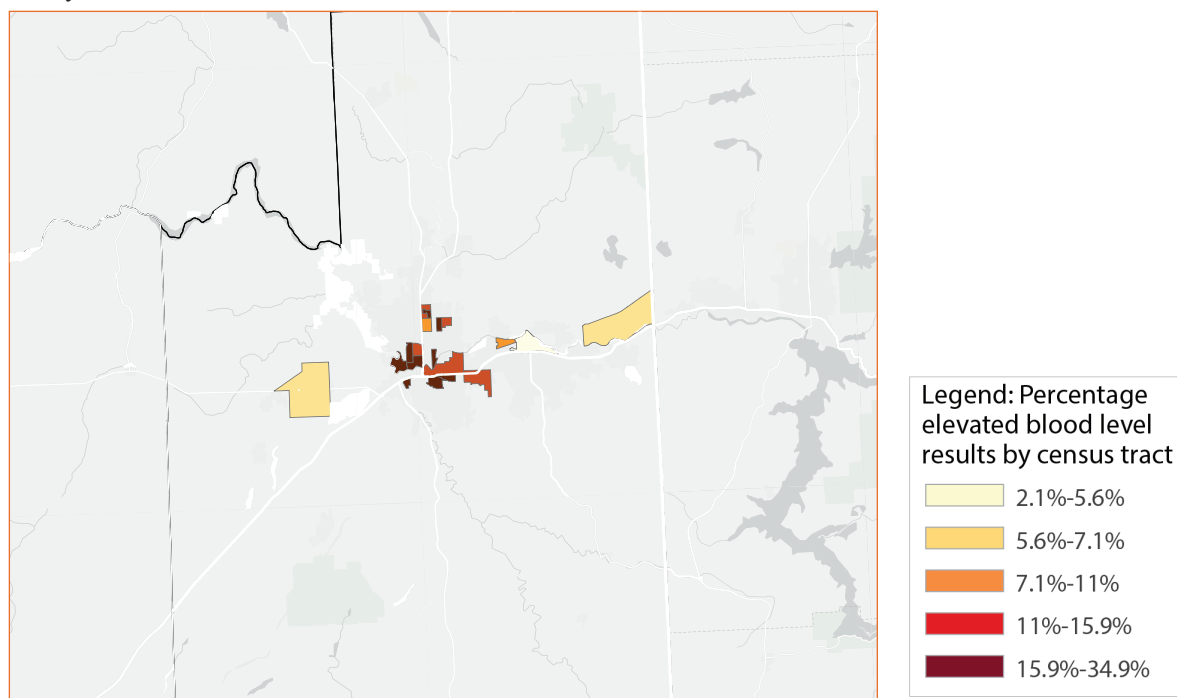 Legend: Percentage
elevated blood level
results by census tract
2.1%-5.6%
5.6%-7.1%
7.1%-11%
11%-15.9%
15.9%-34.9%